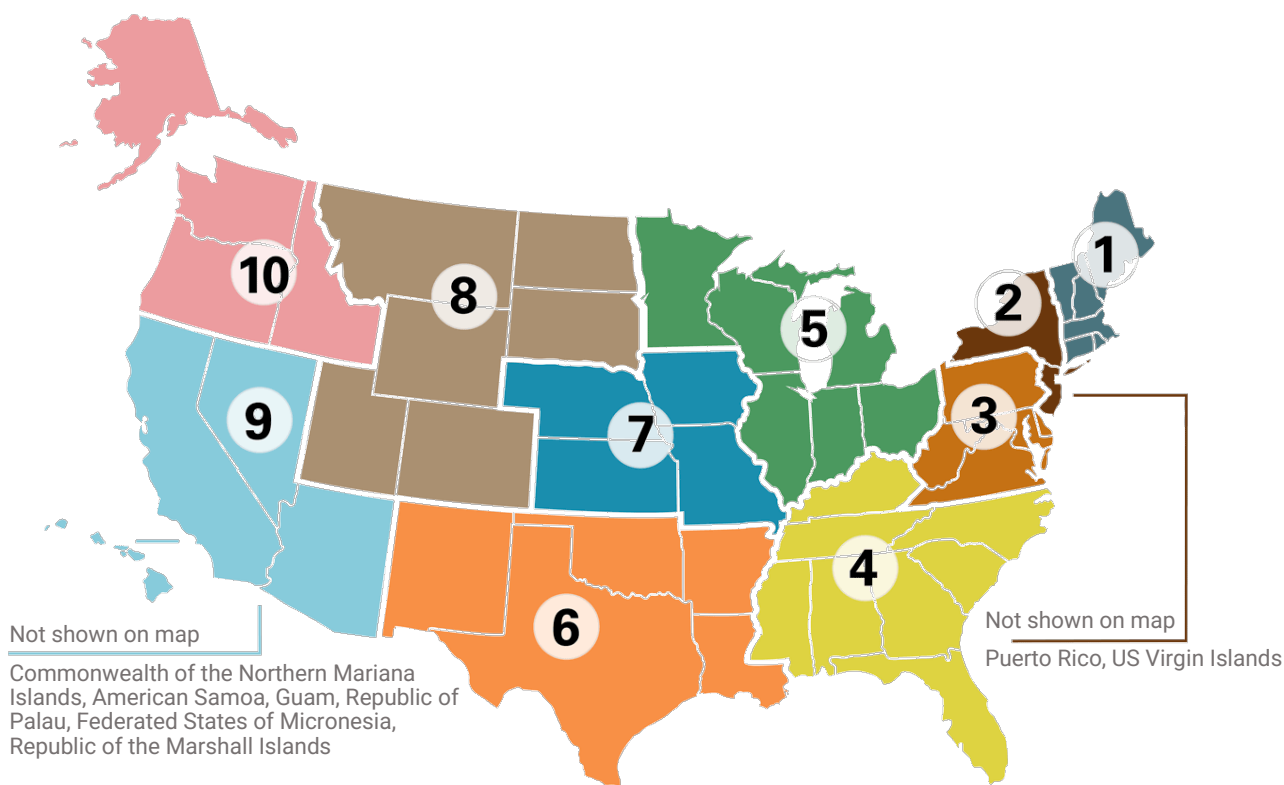 1
2
10
8
5
3
9
7
4
6
Not shown on map
Commonwealth of the Northern Mariana
Islands, American Samoa, Guam, Republic of
Palau, Federated States of Micronesia,
Republic of the Marshall Islands
Not shown on map
Puerto Rico, US Virgin Islands